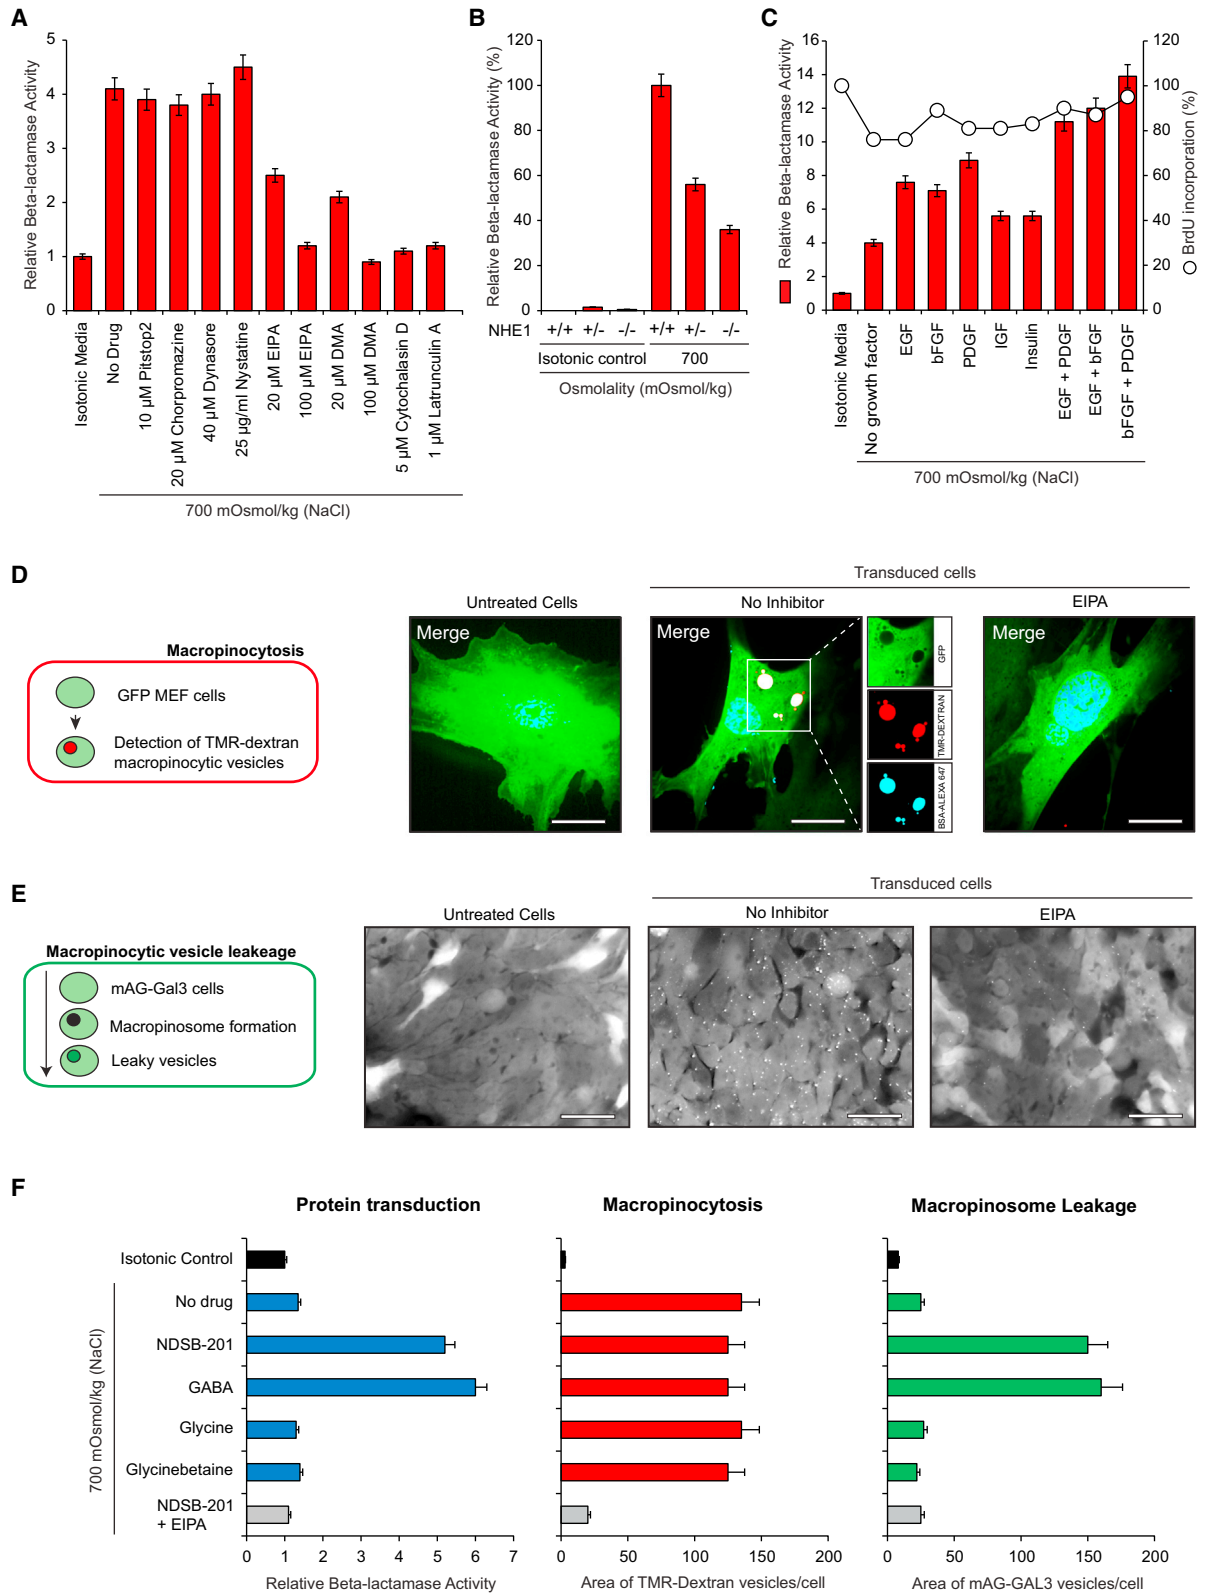 A
Relative Beta-lactamase Activity
5
4
3
2
1
0
Isotonic Media
No Drug
10 µM Pitstop2
20 µM Chorpromazine
40 µM Dynasore
25 µg/ml Nystatine
20 µM EIPA
100 µM EIPA
20 µM DMA
100 µM DMA
5 µM Cytochalasin D
1 µM Latrunculin A
700 mOsmol/kg (NaCl)
B
Relative Beta-lactamase Activity (%)
120
100
80
60
40
20
0
NHE1 +/+ +/- -/- +/+ +/- -/-
Isotonic control 700
Osmolality (mOsmol/kg)
C
Relative Beta-lactamase Activity
16
14
12
10
8
6
4
2
0
120
100
80
60
40
20
0
BrdU incorporation (%)
Isotonic Media
No growth factor
EGF
bFGF
PDGF
IGF
Insulin
EGF + PDGF
EGF + bFGF
bFGF + PDGF
700 mOsmol/kg (NaCl)
D
Macropinocytosis
GFP MEF cells
Detection of TMR-dextran
macropinocytic vesicles
Transduced cells
Untreated Cells
No Inhibitor
EIPA
Merge
Merge
GFP
TMR-DEXTRAN
BSA-ALEXA 647
Merge
E
Macropinocytic vesicle leakeage
mAG-Gal3 cells
Macropinosome formation
Leaky vesicles
Transduced cells
Untreated Cells
No Inhibitor
EIPA
F
Protein transduction
Macropinocytosis
Macropinosome Leakage
700 mOsmol/kg (NaCl)
Isotonic Control
No drug
NDSB-201
GABA
Glycine
Glycinebetaine
NDSB-201
+ EIPA
0 1 2 3 4 5 6 7
Relative Beta-lactamase Activity
0 50 100 150 200
Area of TMR-Dextran vesicles/cell
0 50 100 150 200
Area of mAG-GAL3 vesicles/cell